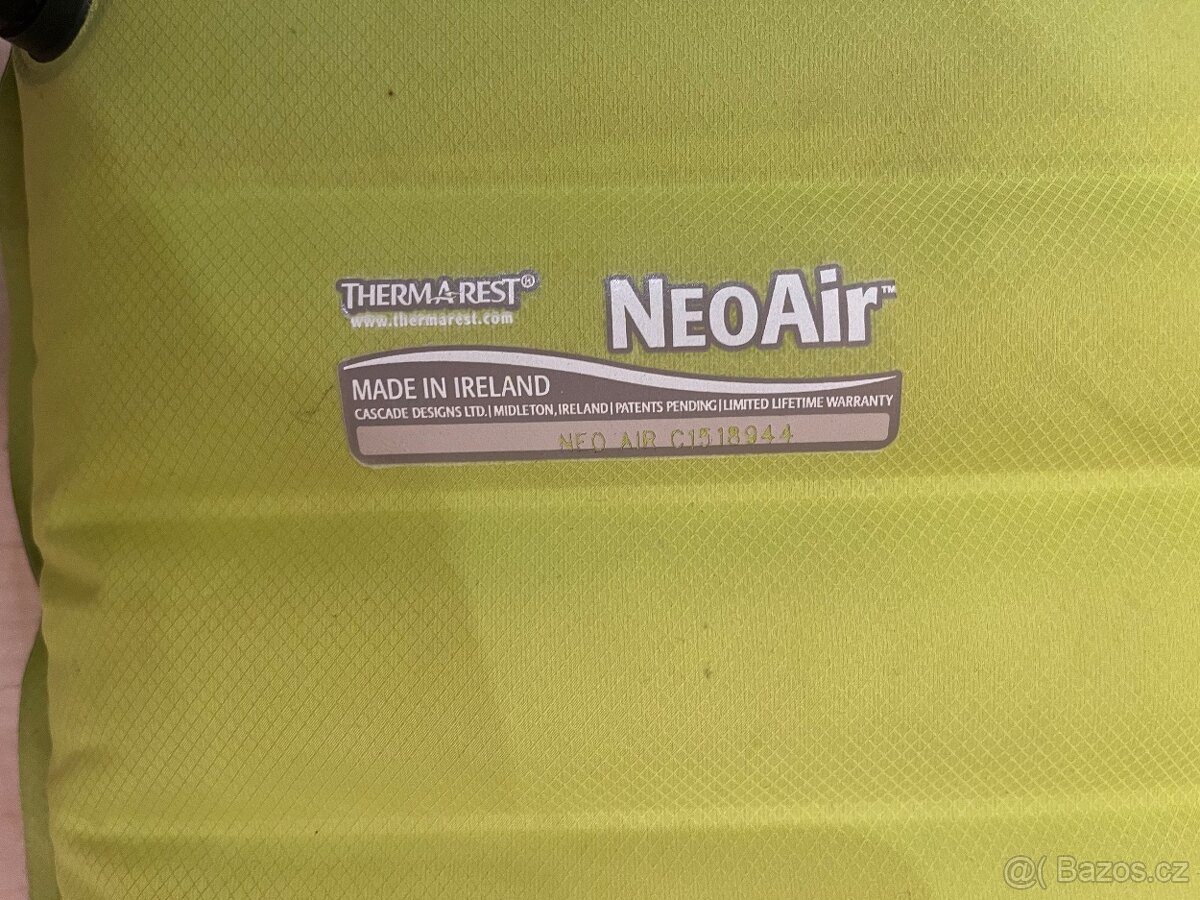 THERMAREST®
www.thermarest.com
NEOAir™
MADE IN IRELAND
CASCADE DESIGNS LTD. | MIDLETON, IRELAND | PATENTS PENDING | LIMITED LIFETIME WARRANTY
NEO AIR C1518944
@( Bazos.cz